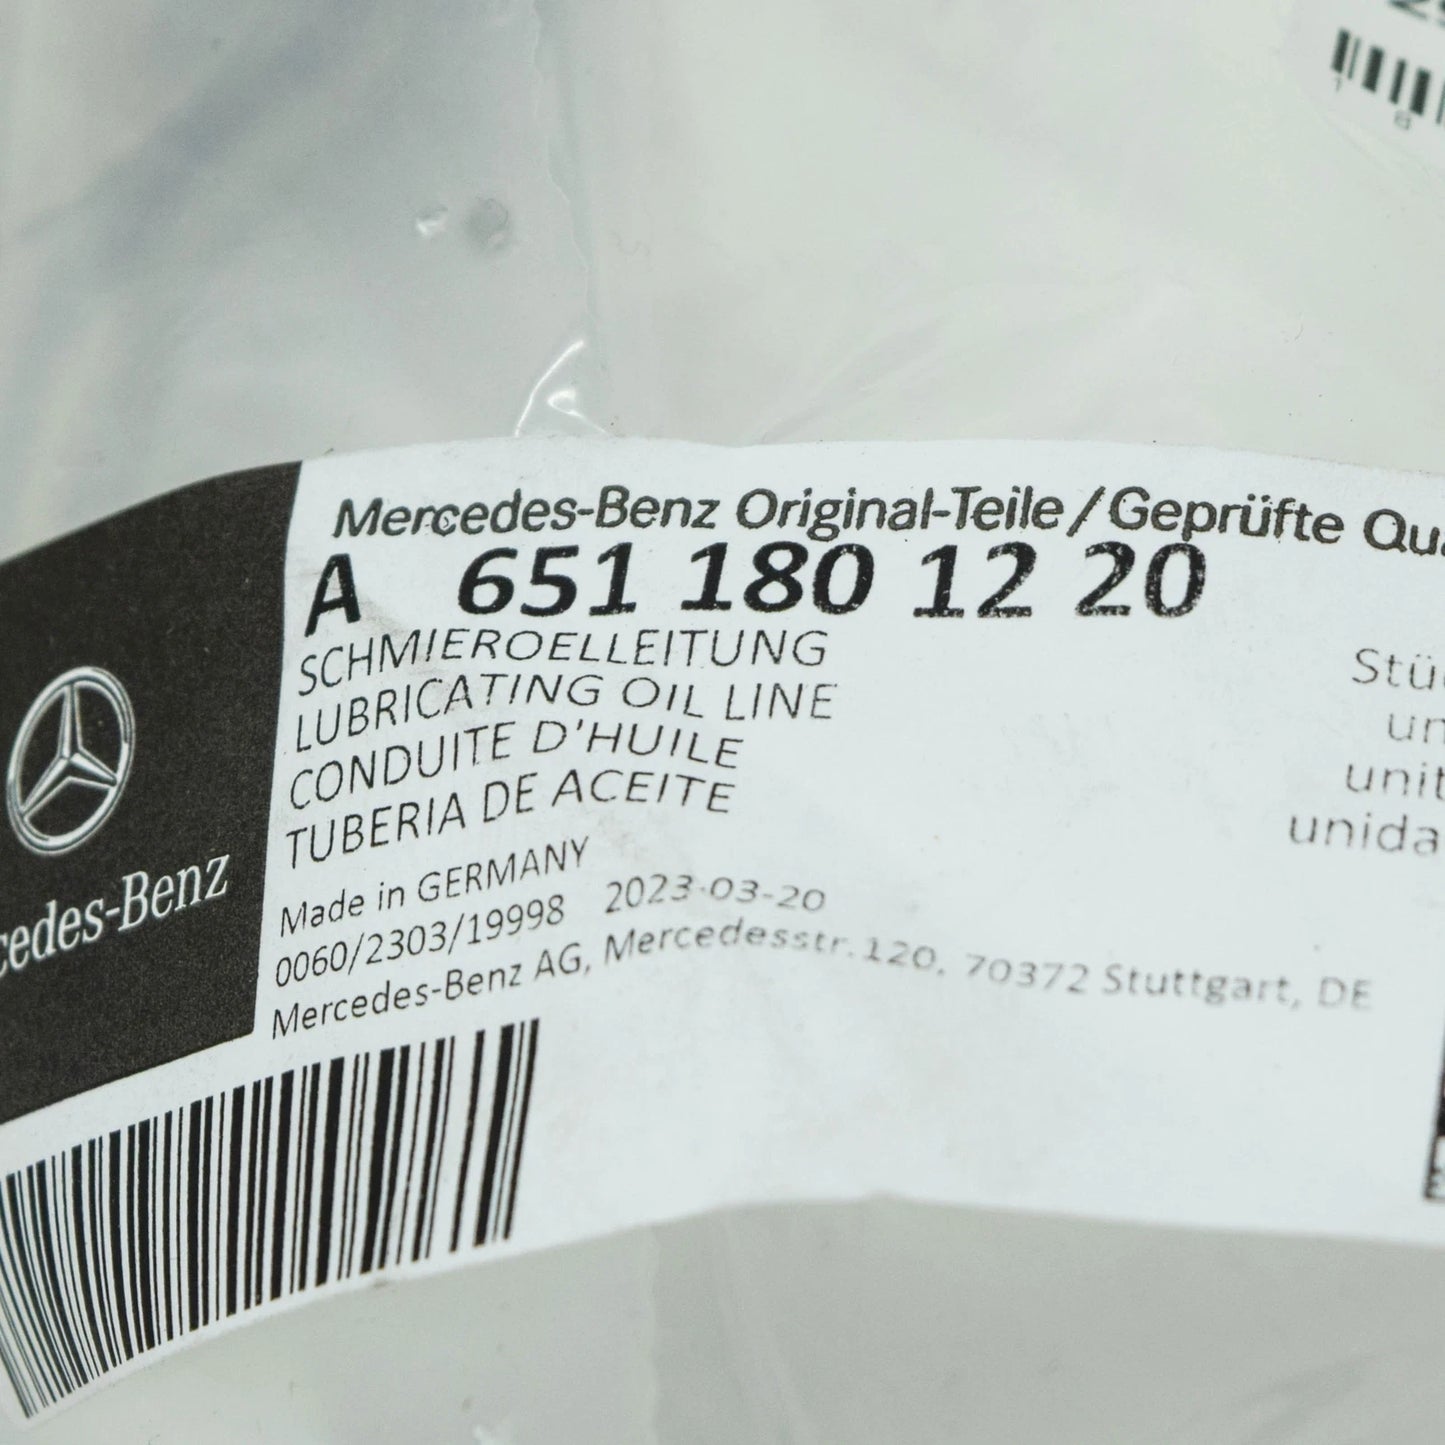 Mercedes-Benz Original-Teile/Geprüfte
A 651 180 12 20
SCHMIEROELLEITUNG
LUBRICATING OIL LINE
CONDUITE D'HUILE
TUBERIA DE ACEITE
Made in GERMANY
0060/2303/19998 2023-03-20
Mercedes-Benz AG, Mercedesstr.120, 70372 Stuttgart, DE